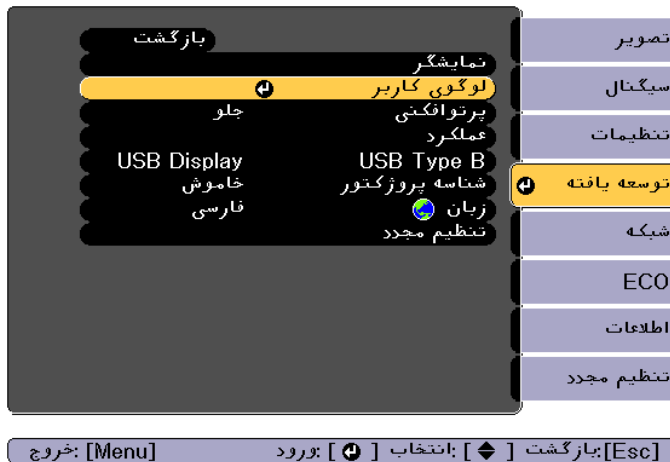 بازگشت
نمایشگر
لوگوی کاربر
پرتوافکنی جلو
عملکرد
USB Type B USB Display
شناسه پروژکتور خاموش
زبان فارسی
تنظیم مجدد
تصویر
سیگنال
تنظیمات
توسعه یافته
شبکه
ECO
اطلاعات
تنظیم مجدد
[Esc]:بازگشت [ ] :انتخاب [ ] :ورود [Menu] :خروج